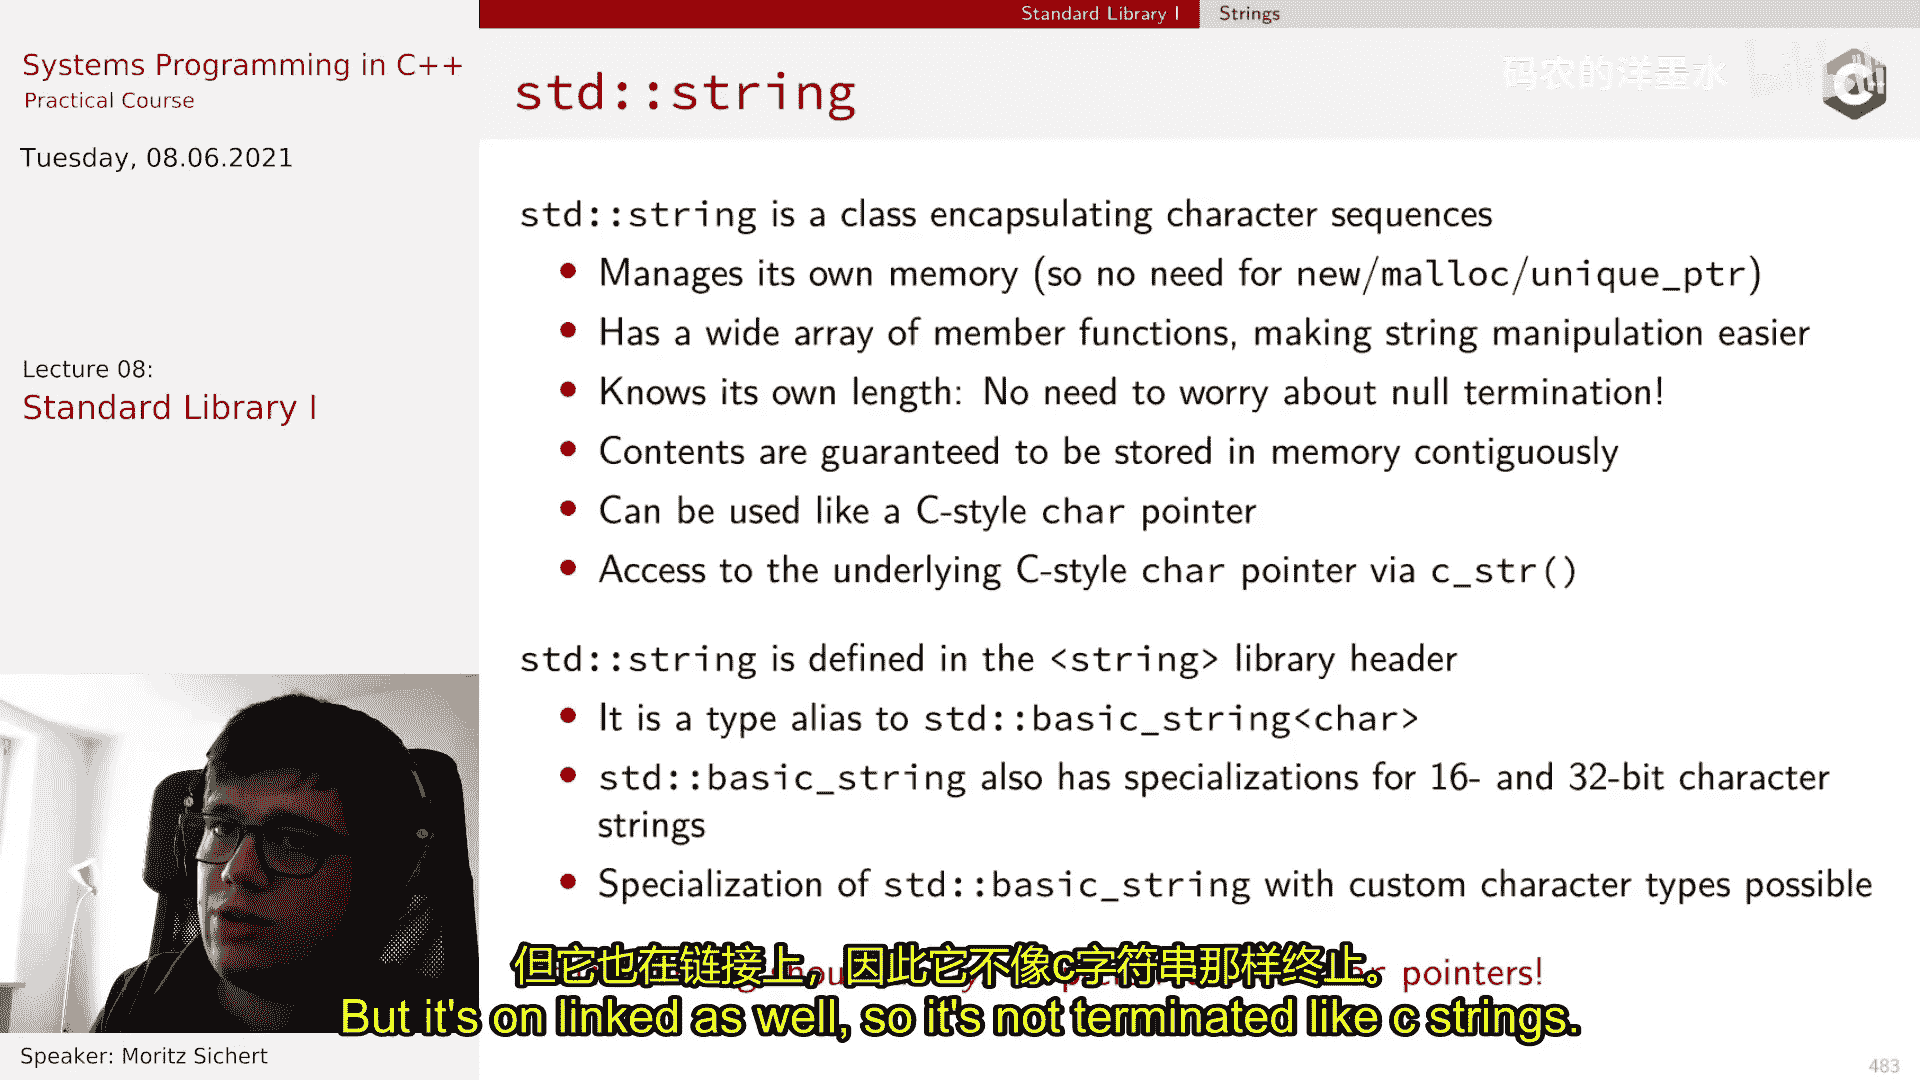 Standard Library I
Strings
Systems Programming in C++
Practical Course
Tuesday, 08.06.2021
Lecture 08:
Standard Library I
std::string
码农的洋墨水
std::string is a class encapsulating character sequences
• Manages its own memory (so no need for new/malloc/unique_ptr)
• Has a wide array of member functions, making string manipulation easier
• Knows its own length: No need to worry about null termination!
• Contents are guaranteed to be stored in memory contiguously
• Can be used like a C-style char pointer
• Access to the underlying C-style char pointer via c_str()
std::string is defined in the <string> library header
• It is a type alias to std::basic_string<char>
• std::basic_string also has specializations for 16- and 32-bit character
strings
• Specialization of std::basic_string with custom character types possible
pointers!
但它也在链接上，因此它不像c字符串那样终止。
But it's on linked as well, so it's not terminated like c strings.
Speaker: Moritz Sichert
483